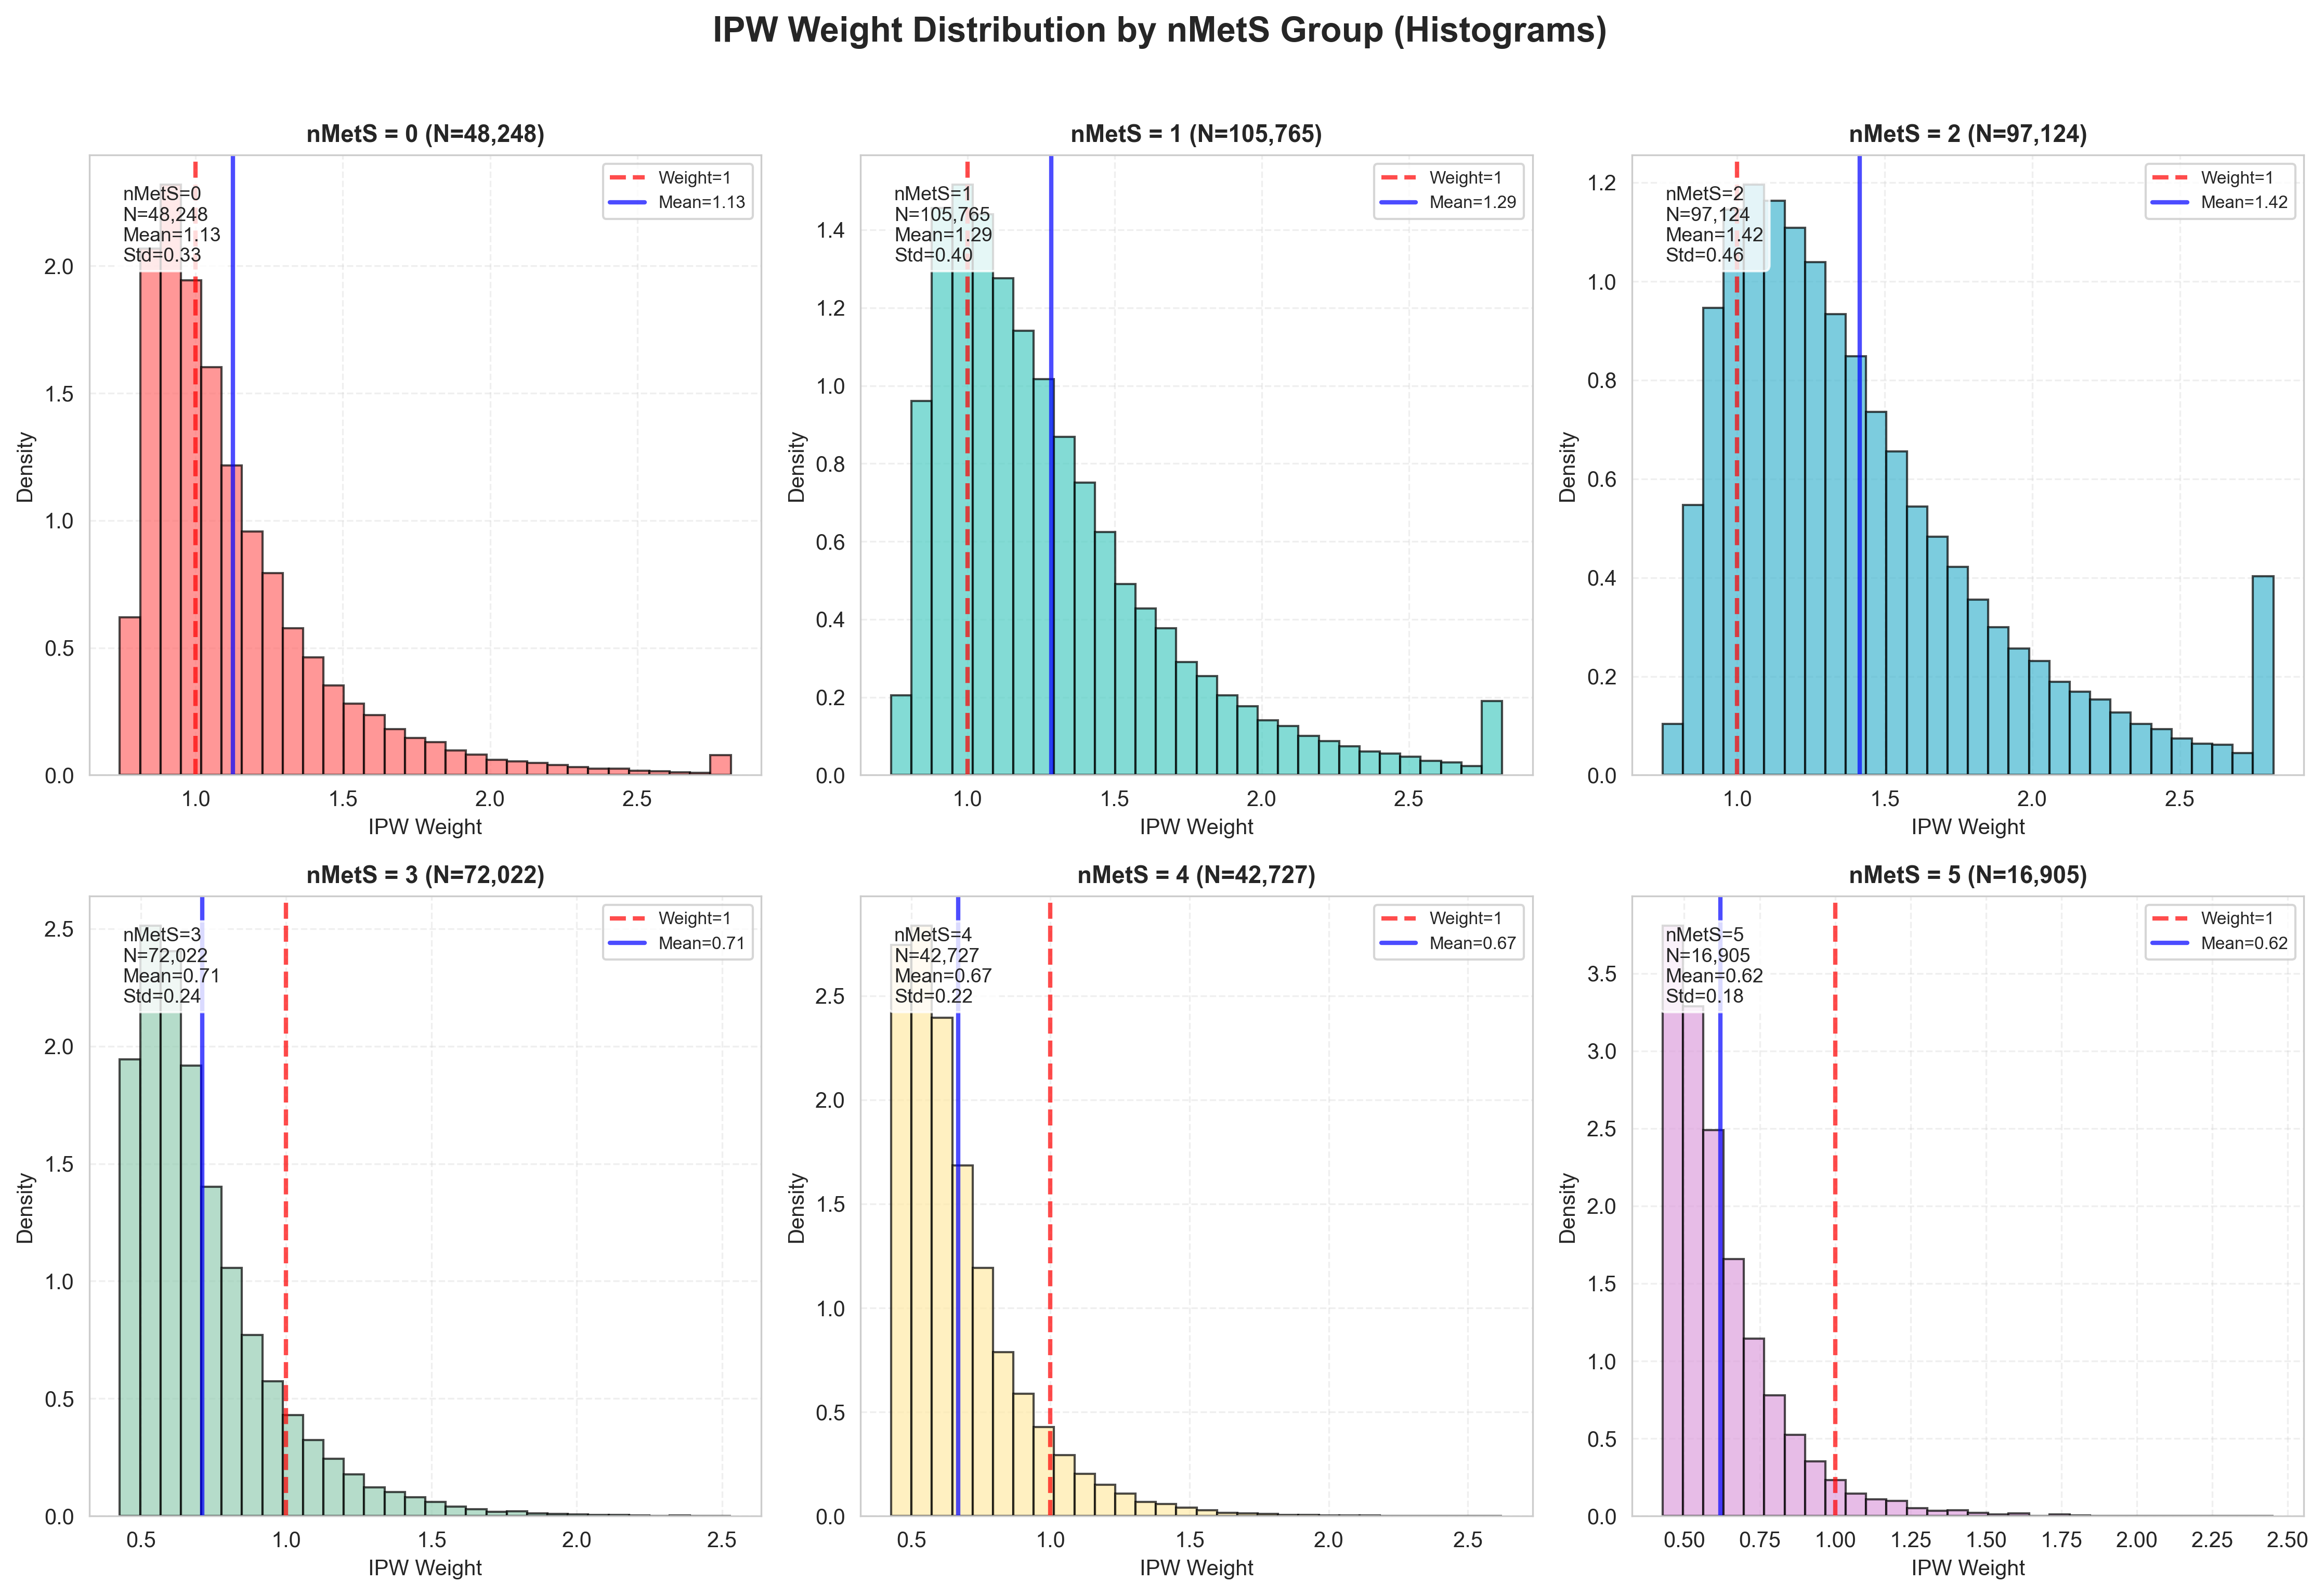 IPW Weight Distribution by nMetS Group (Histograms)
nMetS = 0 (N=48,248)
Weight=1
Mean=1.13
nMetS=0
N=48,248
Mean=1.13
Std=0.33
Density
2.0
1.5
1.0
0.5
0.0
1.0 1.5 2.0 2.5
IPW Weight
nMetS = 1 (N=105,765)
Weight=1
Mean=1.29
nMetS=1
N=105,765
Mean=1.29
Std=0.40
Density
1.4
1.2
1.0
0.8
0.6
0.4
0.2
0.0
1.0 1.5 2.0 2.5
IPW Weight
nMetS = 2 (N=97,124)
Weight=1
Mean=1.42
nMetS=2
N=97,124
Mean=1.42
Std=0.46
Density
1.2
1.0
0.8
0.6
0.4
0.2
0.0
1.0 1.5 2.0 2.5
IPW Weight
nMetS = 3 (N=72,022)
Weight=1
Mean=0.71
nMetS=3
N=72,022
Mean=0.71
Std=0.24
Density
2.5
2.0
1.5
1.0
0.5
0.0
0.5 1.0 1.5 2.0 2.5
IPW Weight
nMetS = 4 (N=42,727)
Weight=1
Mean=0.67
nMetS=4
N=42,727
Mean=0.67
Std=0.22
Density
2.5
2.0
1.5
1.0
0.5
0.0
0.5 1.0 1.5 2.0 2.5
IPW Weight
nMetS = 5 (N=16,905)
Weight=1
Mean=0.62
nMetS=5
N=16,905
Mean=0.62
Std=0.18
Density
3.5
3.0
2.5
2.0
1.5
1.0
0.5
0.0
0.50 0.75 1.00 1.25 1.50 1.75 2.00 2.25 2.50
IPW Weight